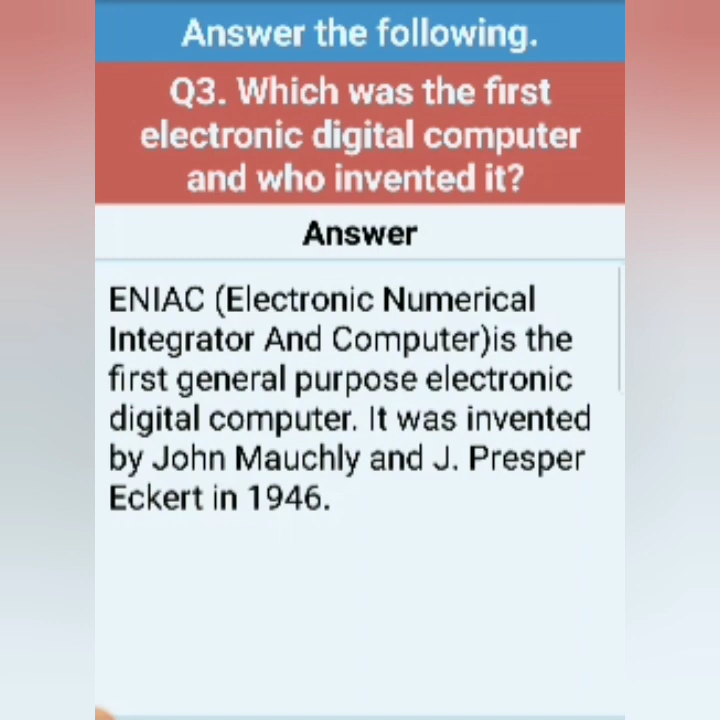 Answer the following.
Q3. Which was the first
electronic digital computer
and who invented it?
Answer
ENIAC (Electronic Numerical
Integrator And Computer)is the
first general purpose electronic
digital computer. It was invented
by John Mauchly and J. Presper
Eckert in 1946.